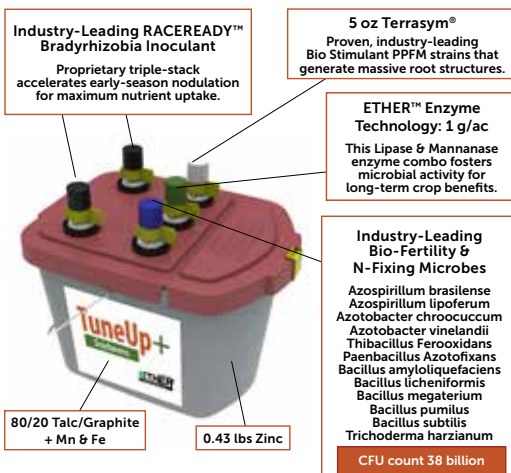 Industry-Leading RACEREADY™
Bradyrhizobia Inoculant
Proprietary triple-stack
accelerates early-season nodulation
for maximum nutrient uptake.
5 oz Terrasym®
Proven, industry-leading
Bio Stimulant PPFM strains that
generate massive root structures.
ETHER™ Enzyme
Technology: 1 g/ac
This Lipase & Mannanase
enzyme combo fosters
microbial activity for
long-term crop benefits.
Industry-Leading
Bio-Fertility &
N-Fixing Microbes
Azospirillum brasilense
Azospirillum lipoferum
Azotobacter chroocuccum
Azotobacter vinelandii
Thibacillus Ferooxidans
Paenbacillus Azotofixans
Bacillus amyloliquefaciens
Bacillus licheniformis
Bacillus megaterium
Bacillus pumilus
Bacillus subtilis
Trichoderma harzianum
CFU count 38 billion
TuneUp+
Soybeans
ETHER
80/20 Talc/Graphite
+ Mn & Fe
0.43 lbs Zinc